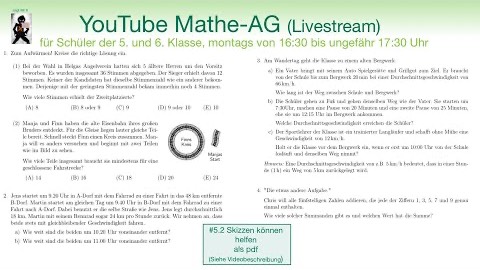 YouTube Mathe-AG (Livestream)
für Schüler der 5. und 6. Klasse, montags von 16:30 bis ungefähr 17:30 Uhr
1. Zum Aufwärmen! Kreise die richtige Lösung ein.
(1) Bei der Wahl in Holgas Angelverein hatten sich 5 ältere Herren um den Vorsitz
beworben. Es wurden insgesamt 36 Stimmen abgegeben. Der Sieger erhielt davon 12
Stimmen. Keiner der Kandidaten hat dieselbe Stimmenzahl wie ein anderer bekommen.
Derjenige mit der geringsten Stimmenzahl bekam immerhin noch 4 Stimmen.
Wie viele Stimmen erhielt der Zweitplatzierte?
(A) 8 (B) 8 oder 9 (C) 9 (D) 9 oder 10 (E) 10
(2) Manja und Finn haben die alte Eisenbahn ihres großen
Bruders entdeckt. Für die Gleise liegen lauter gleiche Teile
bereit. Schnell steckt Finn einen Kreis zusammen. Manja
will es anders versuchen und beginnt mit zwei Teilen
wie im Bild zu sehen.
Wie viele Teile insgesamt braucht sie mindestens für eine
geschlossene Fahrstrecke?
(A) 14 (B) 16 (C) 18 (D) 20 (E) 24
Finns
Kreis
Manjas
Start
2. Jens startet um 9.20 Uhr in A-Dorf mit dem Fahrrad zu einer Fahrt in das 48 km entfernte
B-Dorf. Martin startet am gleichen Tag um 9.40 Uhr in B-Dorf mit dem Fahrrad zu einer
Fahrt nach A-Dorf. Dabei benutzt er die selbe Straße wie Jens. Jens legt durchschnittlich
18 km, Martin mit seinem Rennrad sogar 24 km pro Stunde zurück. Wir nehmen an, dass
beide stets mit gleichbleibender Geschwindigkeit fahren.
a) Wie weit sind die beiden um 10.20 Uhr voneinander entfernt?
b) Wie weit sind die beiden um 11.00 Uhr voneinander entfernt?
3. Am Wandertag geht die Klasse zu einem alten Bergwerk
a) Ein Vater bringt mit seinem Auto Spielgeräte und Grillgut zum Ziel. Er braucht
von der Schule bis zum Bergwerk 20 min bei einer Durchschnittsgeschwindigkeit von
Wie lang ist der Weg zwischen Schule und Bergwerk?
b) Die Schüler gehen zu Fuß auf genau denselben Weg wie der Vater. Sie starten um
7:30 Uhr, machen eine Pause von 20 Minuten und eine zweite Pause von 25 Minuten,
ehe sie um 12:15 Uhr im Bergwerk ankommen.
Welche Durchschnittsgeschwindigkeit erreichen die Schüler?
c) Der Sportlehrer der Klasse ist ein trainierter Langläufer und schafft ohne Mühe eine
Geschwindigkeit von 12 km/h.
Holt er die Klasse vor dem Bergwerk ein, wenn er erst um 10:00 Uhr von der Schule
losläuft und denselben Weg nimmt?
Hinweis: Eine Durchschnittsgeschwindigkeit von z.B. 5 km/h bedeutet, dass in einer Stunde
(1 h) ein Weg von 5 km zurückgelegt wird.
4. "Die etwas andere Aufgabe."
Chris will alle fünfstelligen Zahlen addieren, die jede der Ziffern 1, 3, 5, 7 und 9 genau
einmal enthalten.
Wie viele solcher Summanden gibt es und welchen Wert hat die Summe?
#5.2 Skizzen können
helfen
als pdf
(Siehe Videobeschreibung)